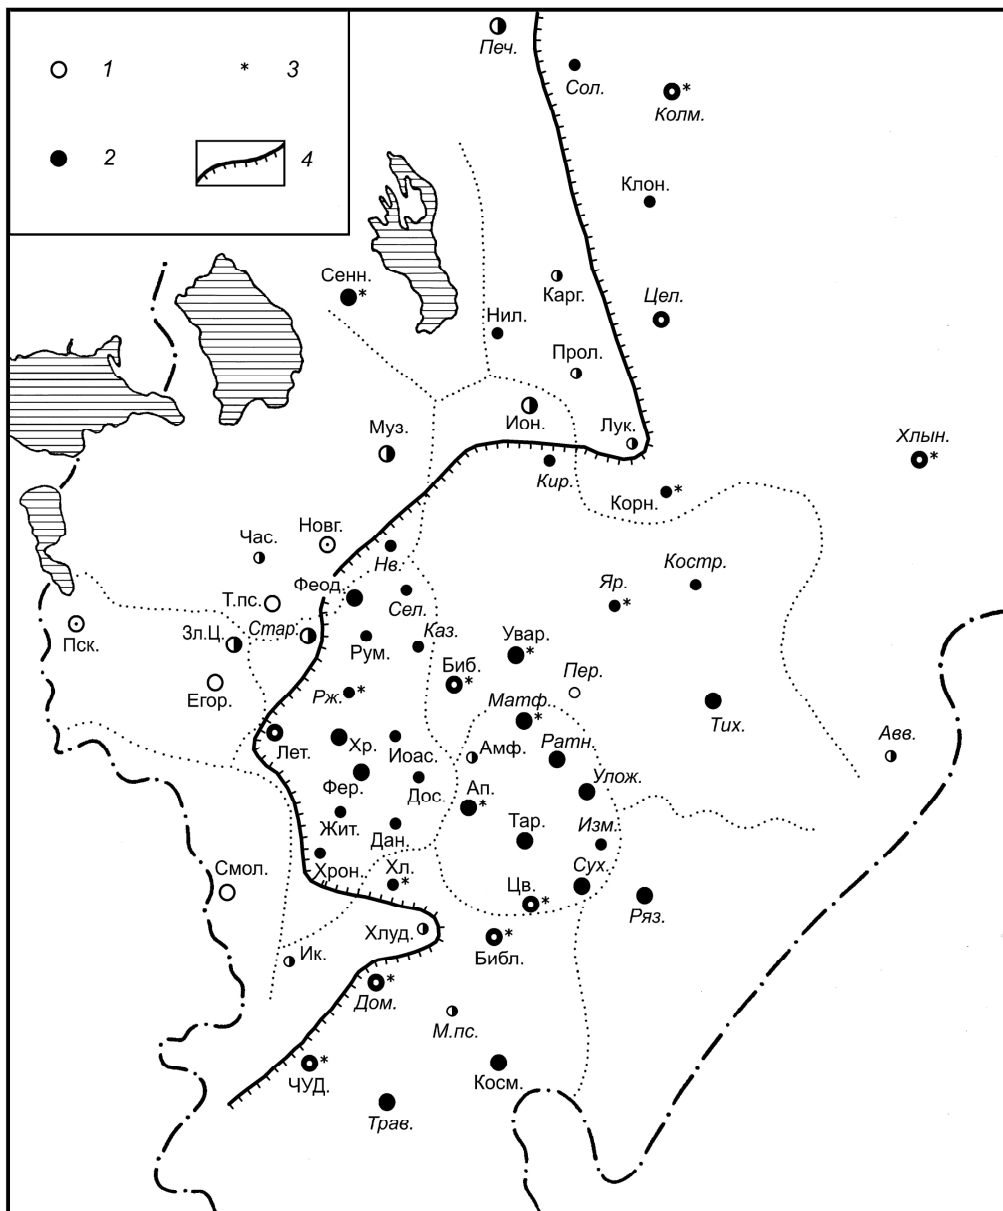 Печ.
1
3
Сол.
Колм.
2
4
Клон.
Сенн.
Карг.
Цел.
Нил.
Прол.
Муз.
Ион.
Лук.
Хлын.
Кир.
Корн.
Новг.
Час.
Нв.
Костр.
Феод.
Яр.
Т.пс.
Сел.
Пск.
Зл.Ц.
Стар.
Рум.
Каз.
Увар.
Биб.
Пер.
Егор.
Рж.
Матф.
Тих.
Авв.
Лет.
Хр.
Иоас.
Амф.
Ратн.
Улож.
Фер.
Дос.
Ап.
Жит.
Дан.
Тар.
Изм.
Хрон.
Хл.
Сух.
Смол.
Цв.
Ряз.
Хлуд.
Ик.
Библ.
Дом.
М.пс.
ЧУД.
Косм.
Трав.